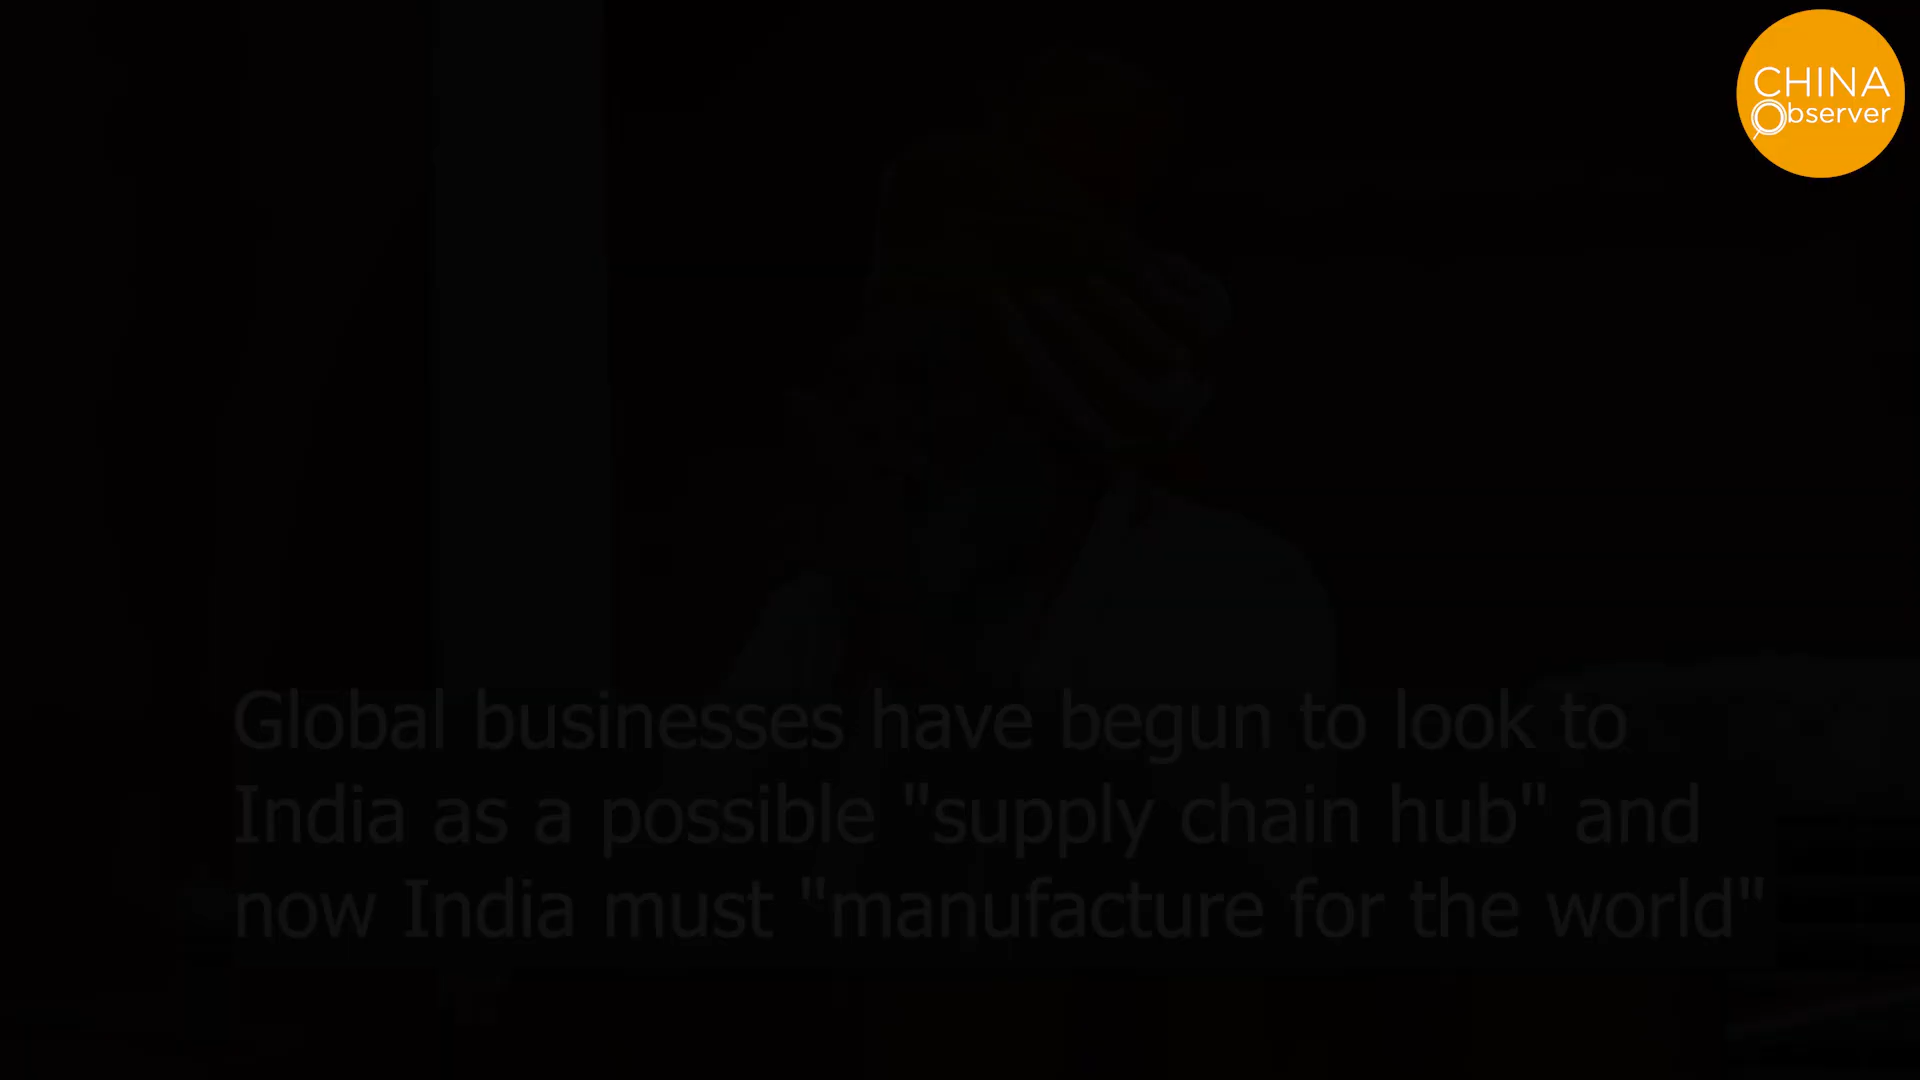 CHINA
Observer
Global businesses have begun to look to
India as a possible "supply chain hub" and
now India must "manufacture for the world"